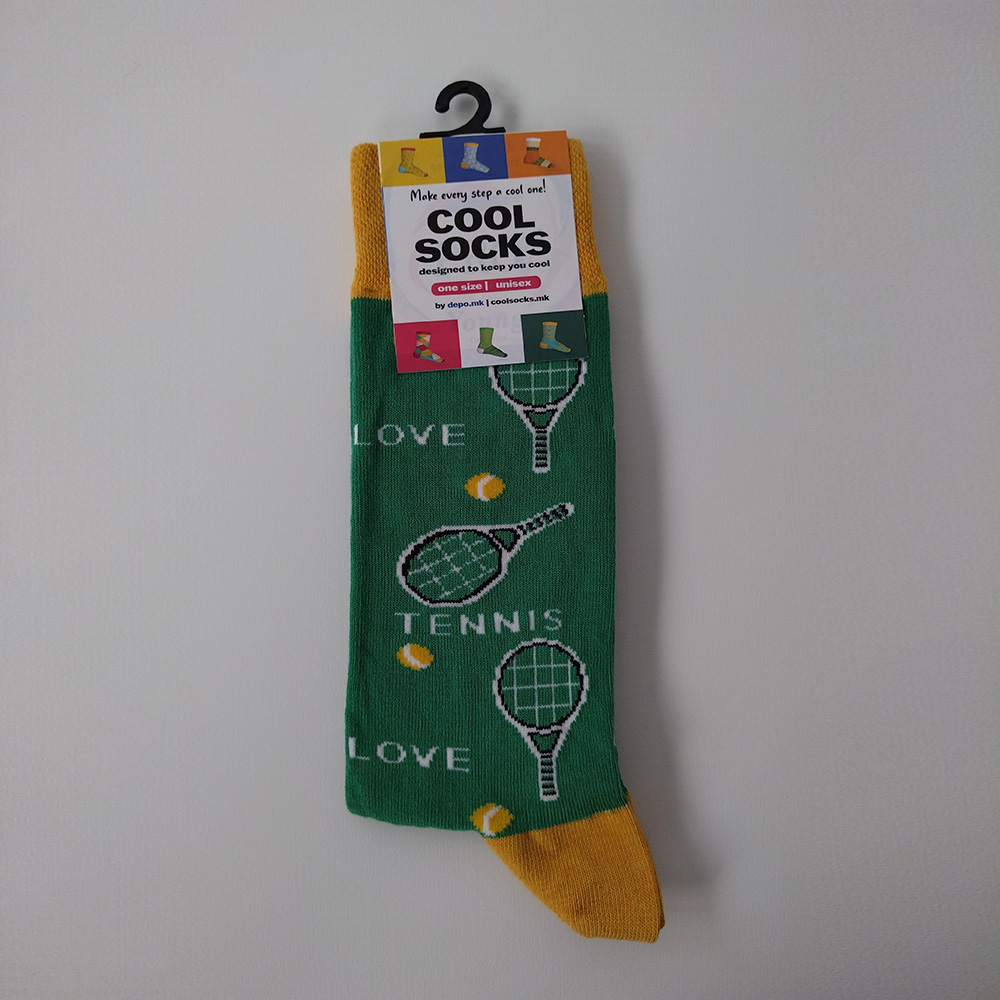 Make every step a cool one!
COOL
SOCKS
designed to keep you cool
one size | unisex
by depo.mk | coolsocks.mk
LOVE
TENNIS
LOVE